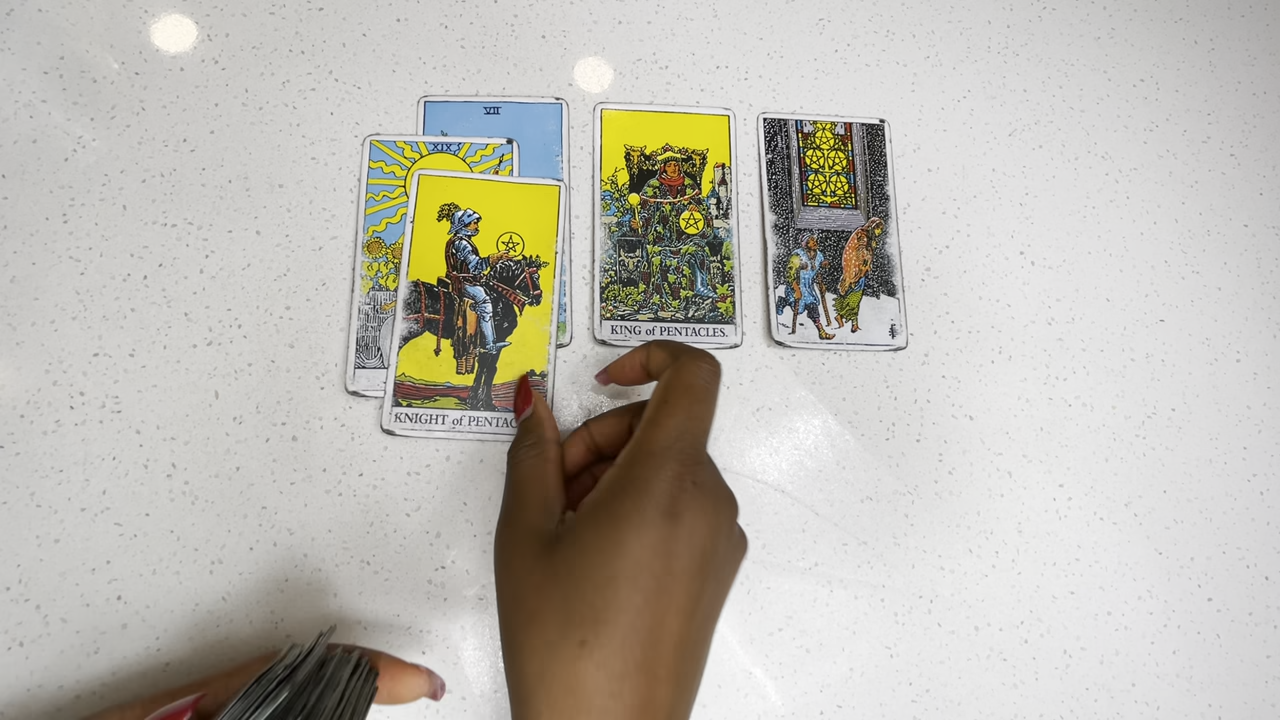 VII
XIX
KNIGHT of PENTAC
KING of PENTACLES.